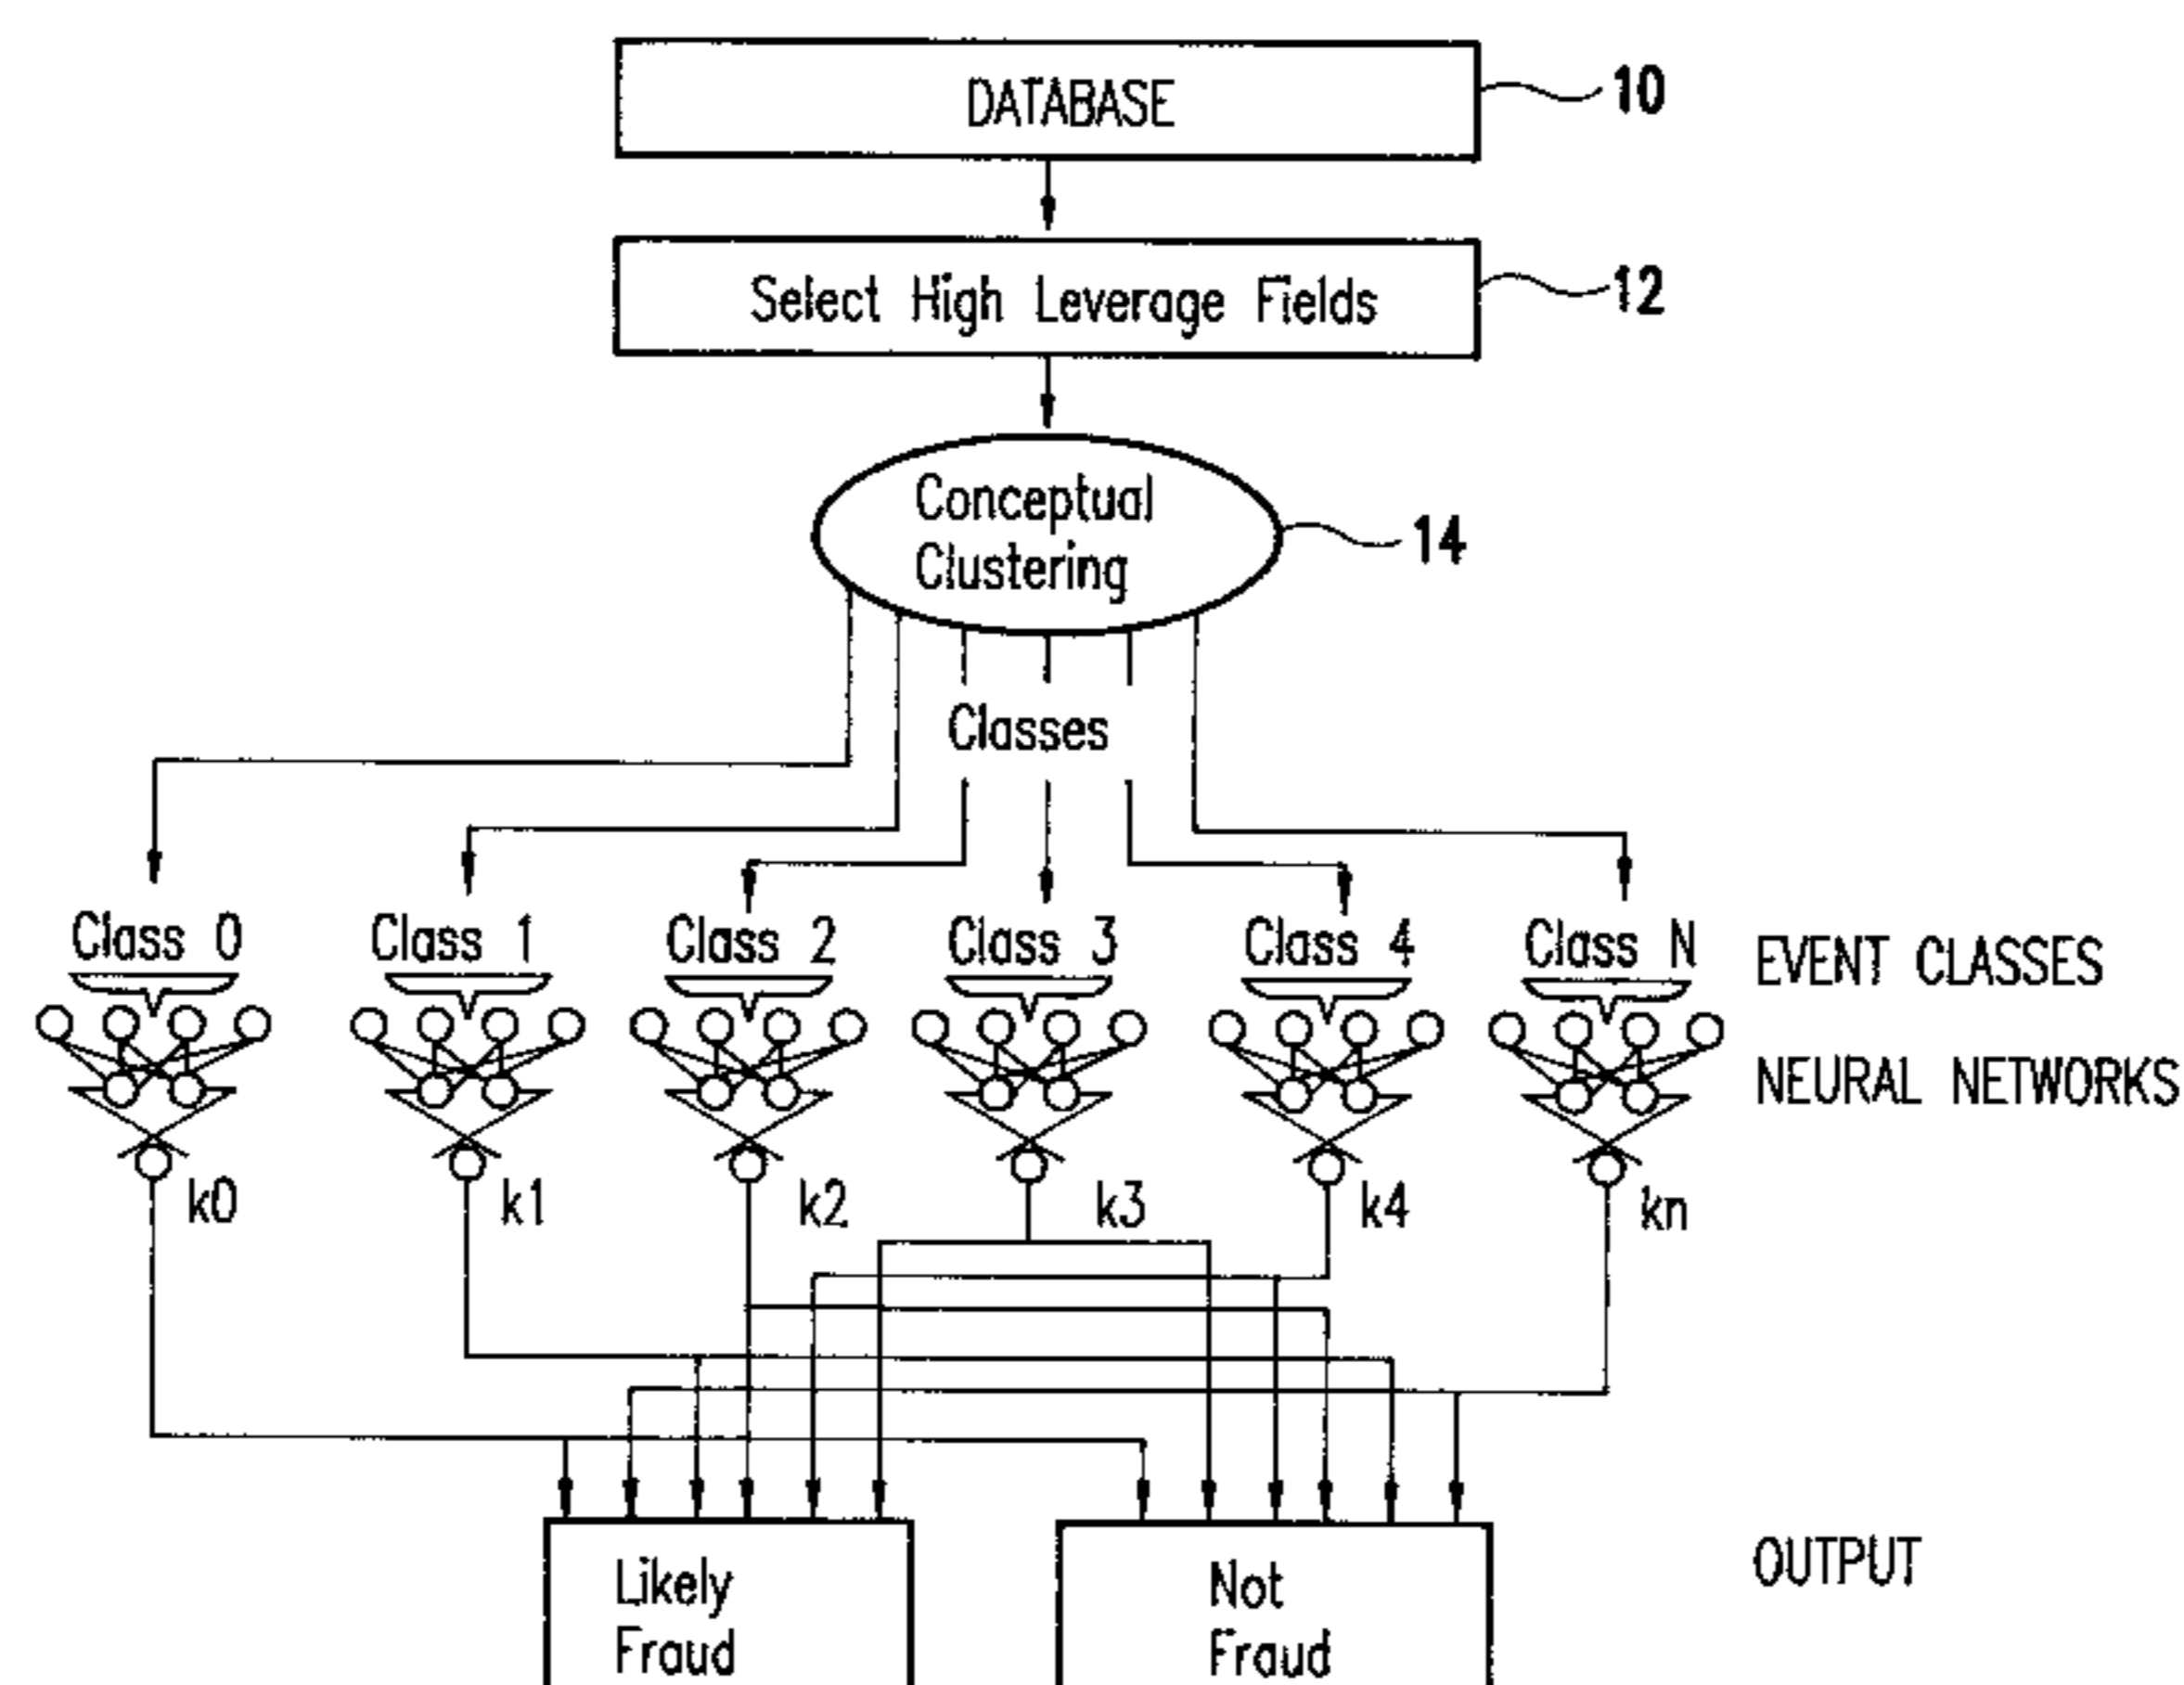 DATABASE
10
Select High Leverage Fields
12
Conceptual
Clustering
14
Classes
Class 0
Class 1
Class 2
Class 3
Class 4
Class N
EVENT CLASSES
NEURAL NETWORKS
k0
k1
k2
k3
k4
kn
Likely
Fraud
Not
Fraud
OUTPUT